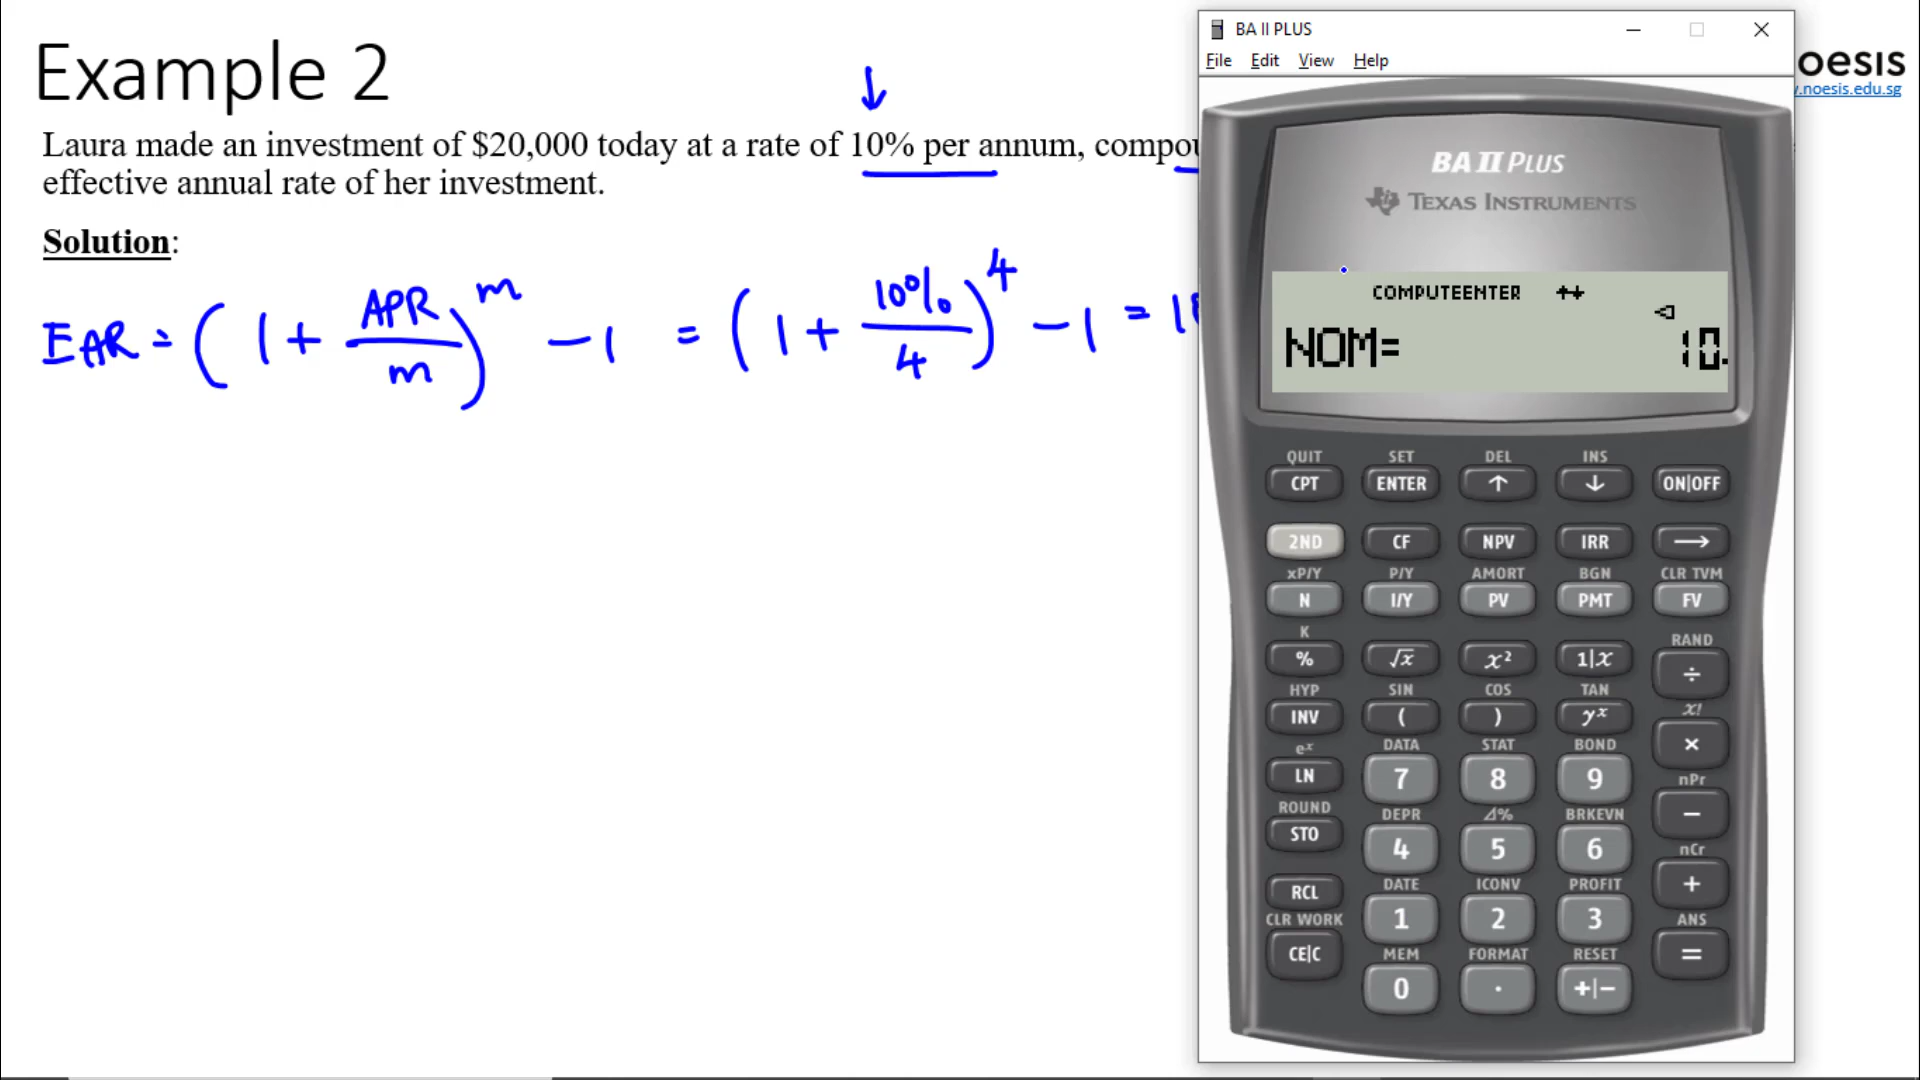 Example 2
Laura made an investment of $20,000 today at a rate of 10% per annum,
effective annual rate of her investment.
Solution:
EAR = (1 + APR/m)^m - 1 = (1 + 10%/4)^4 - 1 =
BA II PLUS
File Edit View Help
oesis
.noesis.edu.sg
BA II PLUS
TEXAS INSTRUMENTS
COMPUTE ENTER ↑↓
NOM= 10.
QUIT SET DEL INS
CPT ENTER ↑ ↓ ON|OFF
2ND CF NPV IRR →
xP/Y P/Y AMORT BGN CLR TVM
N I/Y PV PMT FV
K RAND
% √x x² 1|x ÷
HYP SIN COS TAN x!
INV ( ) yˣ ×
eˣ DATA STAT BOND nPr
LN 7 8 9 −
ROUND DEPR Δ% BRKEVN nCr
STO 4 5 6 +
RCL DATE ICONV PROFIT ANS
CLR WORK 1 2 3 =
CE|C MEM FORMAT RESET
0 . +|−